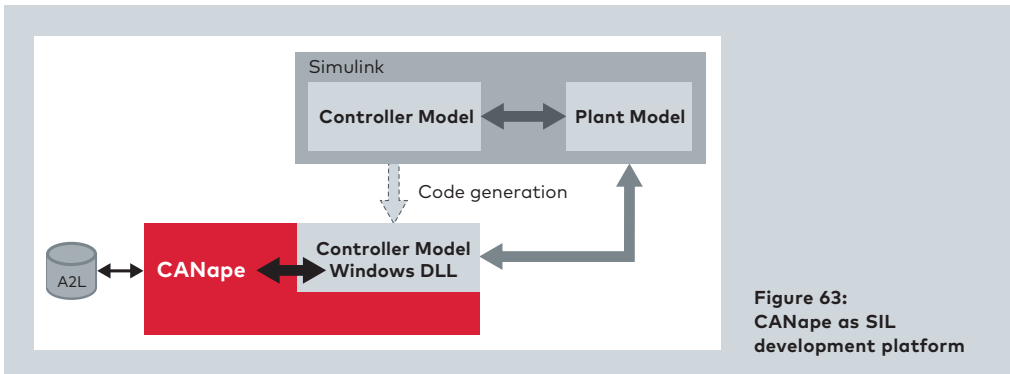 Simulink
Controller Model
Plant Model
Code generation
A2L
CANape
Controller Model
Windows DLL
Figure 63:
CANape as SIL
development platform